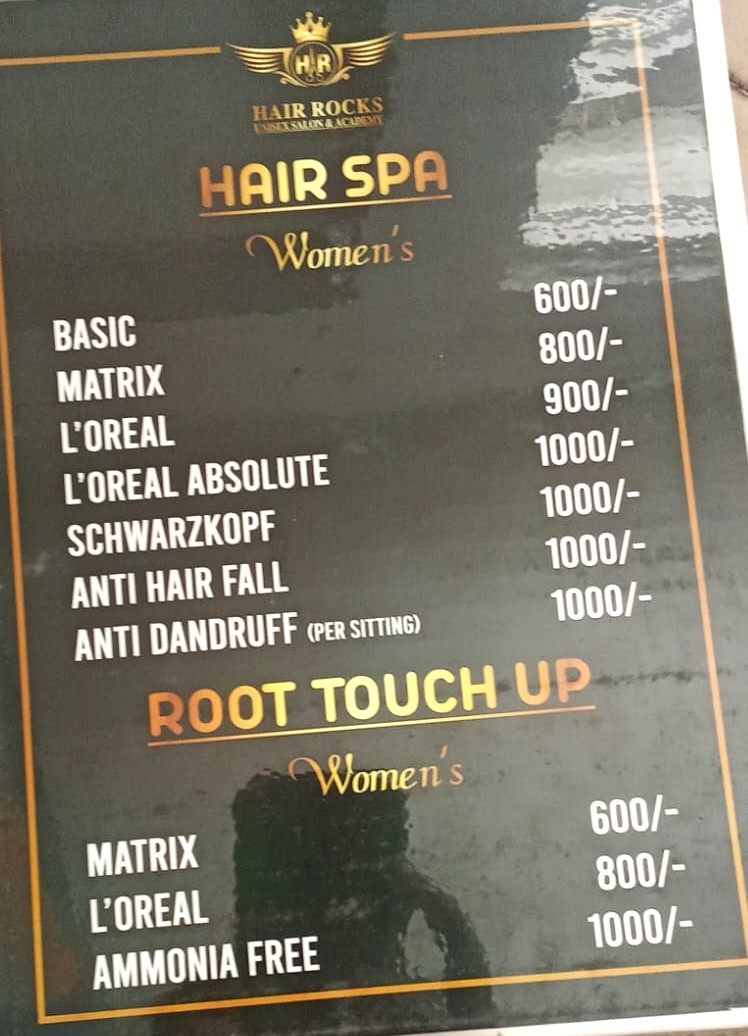 HR
HAIR ROCKS
UNISEX SALON & ACADEMY
HAIR SPA
Women's
BASIC 600/-
MATRIX 800/-
L'OREAL 900/-
L'OREAL ABSOLUTE 1000/-
SCHWARZKOPF 1000/-
ANTI HAIR FALL 1000/-
ANTI DANDRUFF (PER SITTING) 1000/-
ROOT TOUCH UP
Women's
MATRIX 600/-
L'OREAL 800/-
AMMONIA FREE 1000/-